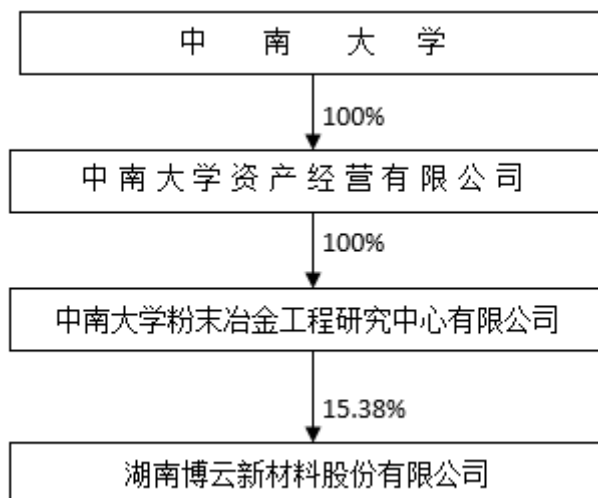 中南大学
100%
中南大学资产经营有限公司
100%
中南大学粉末冶金工程研究中心有限公司
15.38%
湖南博云新材料股份有限公司